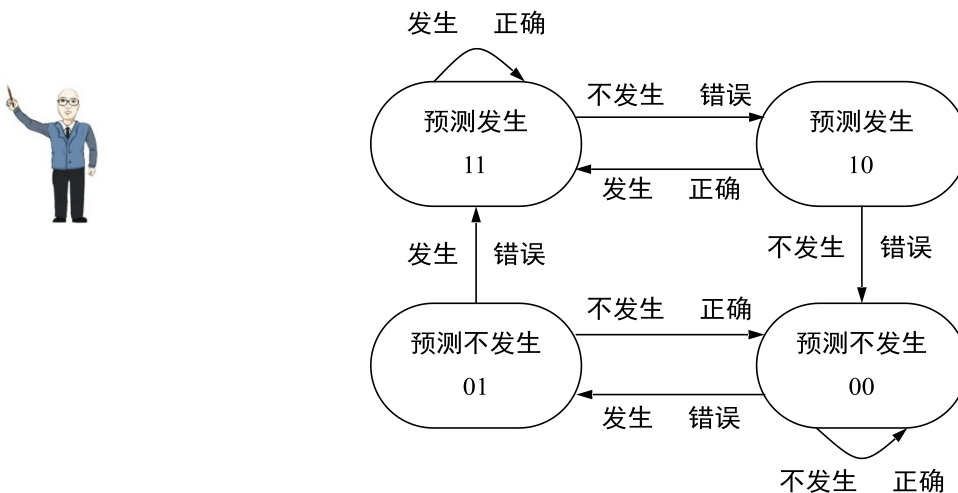 发生 正确
预测发生
11
不发生 错误
发生 正确
预测发生
10
发生 错误
不发生 错误
预测不发生
01
不发生 正确
发生 错误
预测不发生
00
不发生 正确